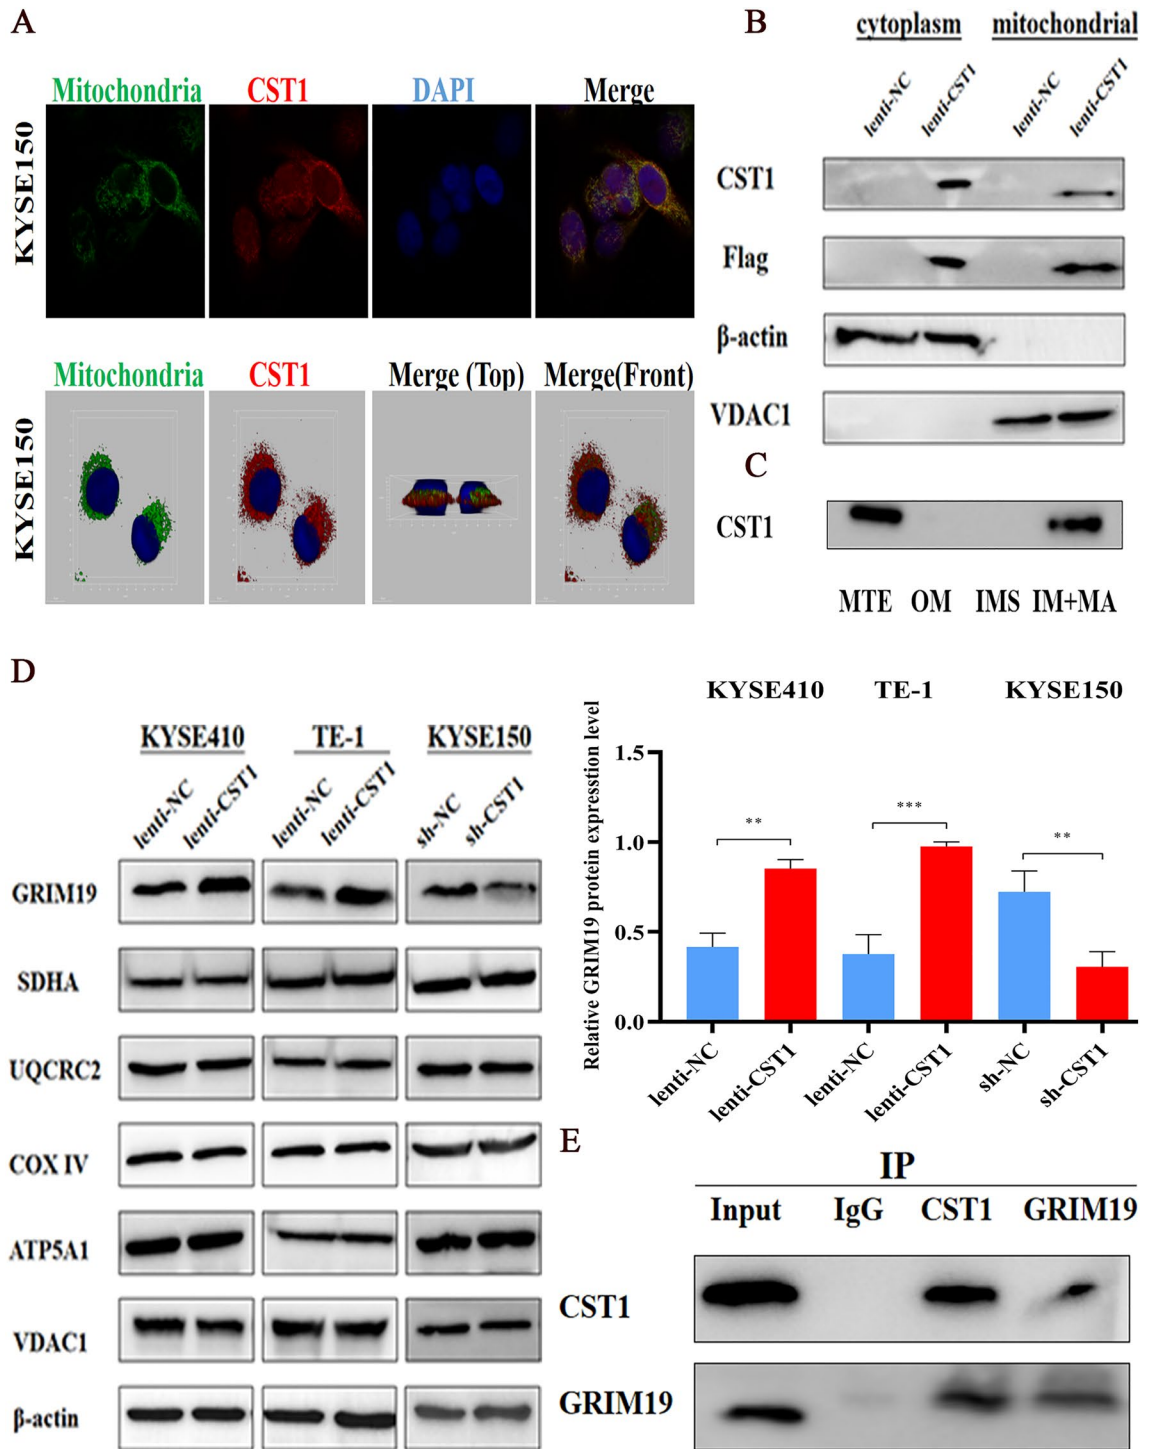 A
Mitochondria CST1 DAPI Merge
KYSE150
Mitochondria CST1 Merge (Top) Merge(Front)
KYSE150
B
cytoplasm mitochondrial
lenti-NC lenti-CST1 lenti-NC lenti-CST1
CST1
Flag
β-actin
VDAC1
C
CST1
MTE OM IMS IM+MA
D
KYSE410 TE-1 KYSE150
lenti-NC lenti-CST1 lenti-NC lenti-CST1 sh-NC sh-CST1
GRIM19
SDHA
UQCRC2
COX IV
ATP5A1
VDAC1
β-actin
KYSE410 TE-1 KYSE150
Relative GRIM19 protein expresstion level
1.5
1.0
0.5
0.0
** *** **
lenti-NC lenti-CST1 lenti-NC lenti-CST1 sh-NC sh-CST1
E
IP
Input IgG CST1 GRIM19
CST1
GRIM19